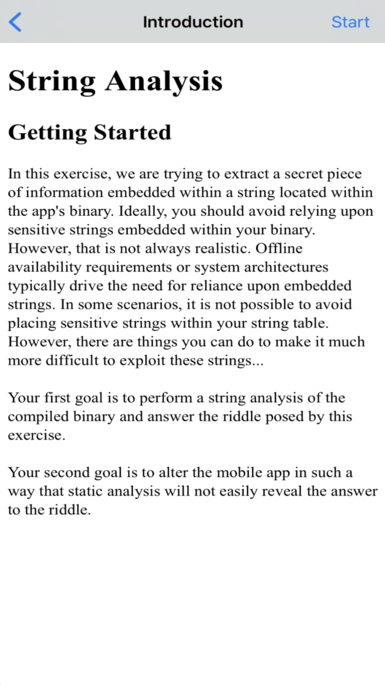 Introduction
Start
String Analysis
Getting Started
In this exercise, we are trying to extract a secret piece
of information embedded within a string located within
the app's binary. Ideally, you should avoid relying upon
sensitive strings embedded within your binary.
However, that is not always realistic. Offline
availability requirements or system architectures
typically drive the need for reliance upon embedded
strings. In some scenarios, it is not possible to avoid
placing sensitive strings within your string table.
However, there are things you can do to make it much
more difficult to exploit these strings...
Your first goal is to perform a string analysis of the
compiled binary and answer the riddle posed by this
exercise.
Your second goal is to alter the mobile app in such a
way that static analysis will not easily reveal the answer
to the riddle.